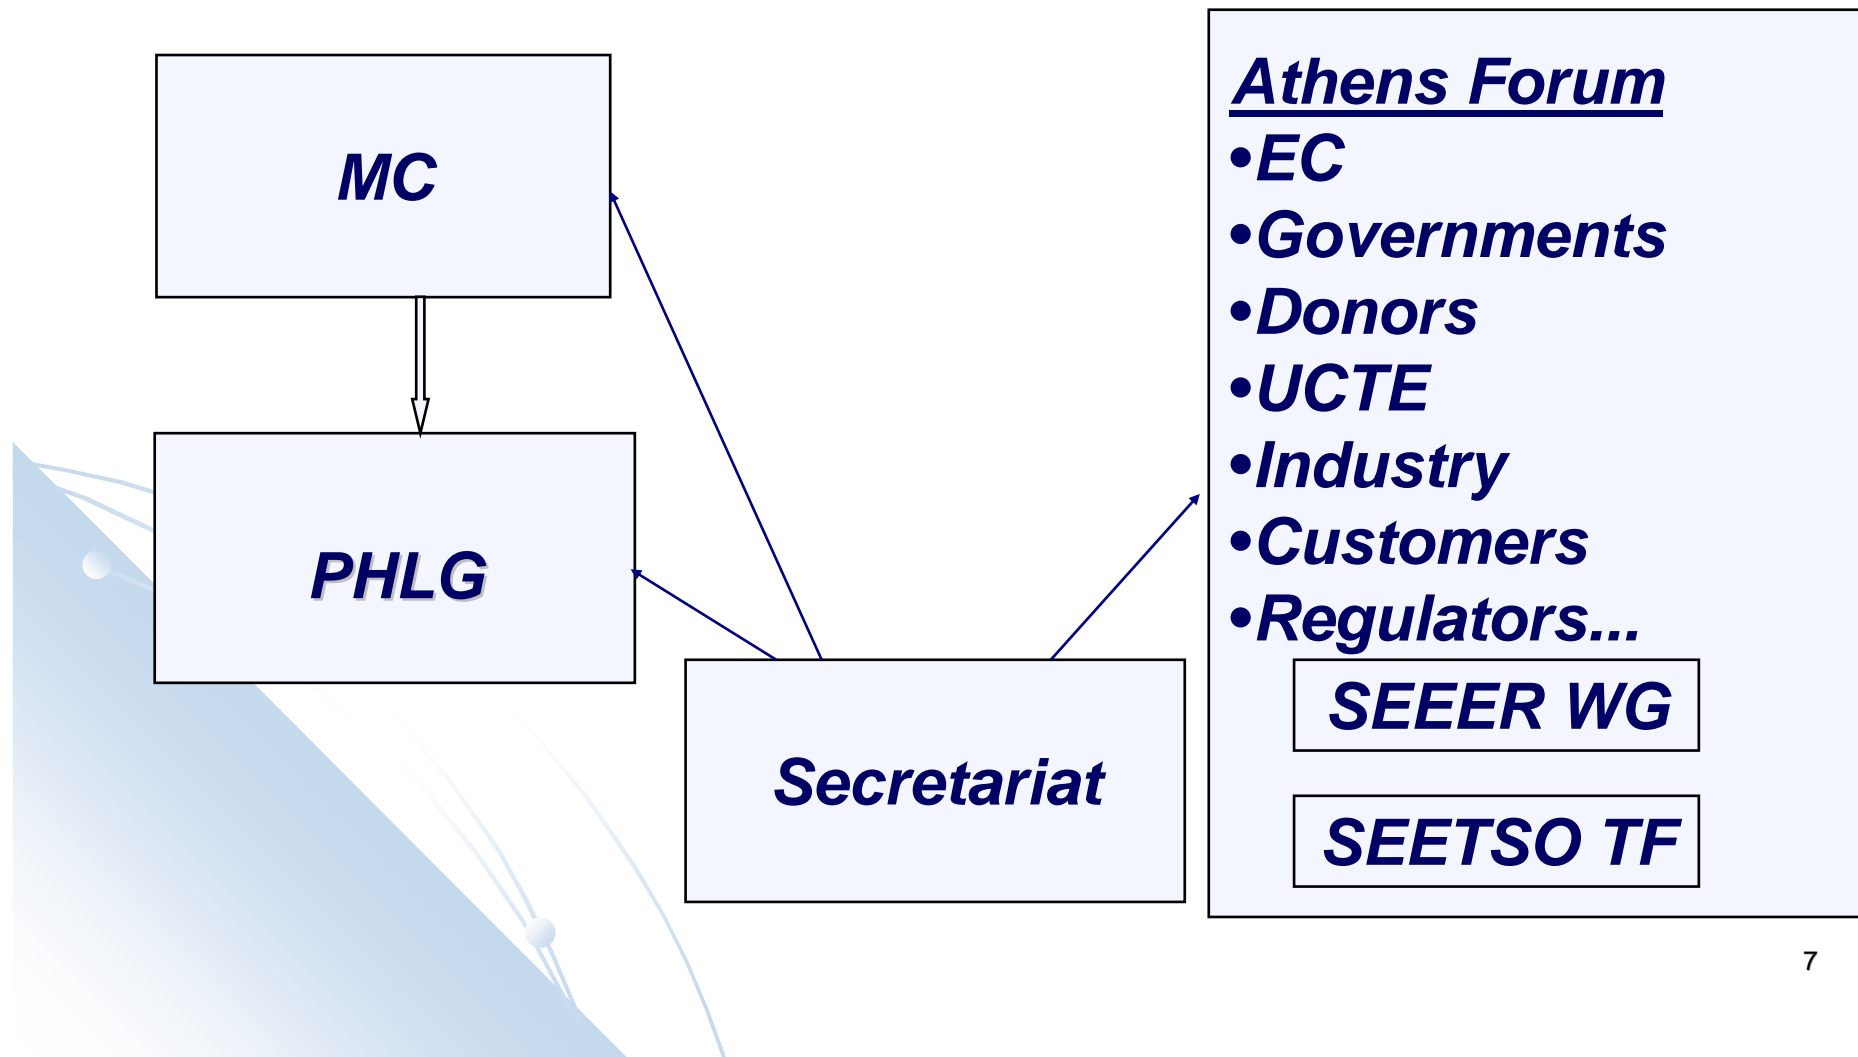 MC
PHLG
Secretariat
Athens Forum
•EC
•Governments
•Donors
•UCTE
•Industry
•Customers
•Regulators...
SEEER WG
SEETSO TF
7